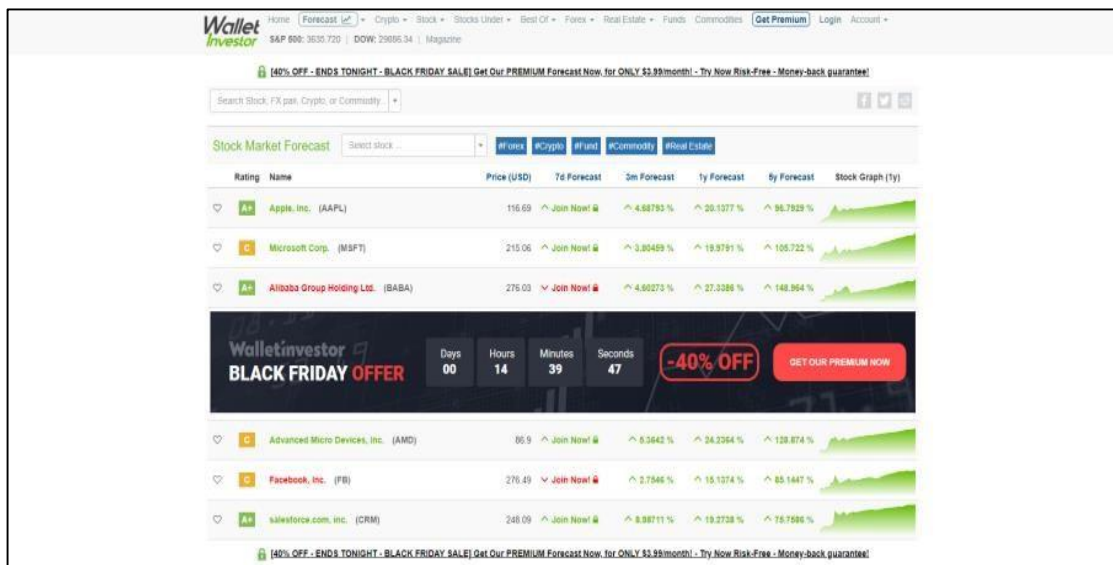 Wallet Investor
Home Forecast Crypto Stock Stocks Under Best Of Forex Real Estate Funds Commodities Get Premium Login Account
S&P 500: 3635.720 | DOW: 29886.34 | Magazine
[40% OFF - ENDS TONIGHT - BLACK FRIDAY SALE] Get Our PREMIUM Forecast Now, for ONLY $3.99/month! - Try Now Risk-Free - Money-back guarantee!
Search Stock, FX pair, Crypto, or Commodity...
Stock Market Forecast Select stock ... #Forex #Crypto #Fund #Commodity #Real Estate
Rating Name Price (USD) 7d Forecast 3m Forecast 1y Forecast 5y Forecast Stock Graph (1y)
A+ Apple, Inc. (AAPL) 116.69 Join Now! 4.68793 % 20.1377 % 96.7929 %
C Microsoft Corp. (MSFT) 215.06 Join Now! 3.80459 % 19.9791 % 105.722 %
A+ Alibaba Group Holding Ltd. (BABA) 276.03 Join Now! 4.60273 % 27.3386 % 148.964 %
Walletinvestor
BLACK FRIDAY OFFER
Days Hours Minutes Seconds
00 14 39 47
-40% OFF
GET OUR PREMIUM NOW
C Advanced Micro Devices, Inc. (AMD) 86.9 Join Now! 5.3642 % 24.2364 % 128.874 %
C Facebook, Inc. (FB) 276.49 Join Now! 2.7546 % 15.1374 % 85.1447 %
A+ salesforce.com, inc. (CRM) 248.09 Join Now! 19.2738 % 75.7586 %
[40% OFF - ENDS TONIGHT - BLACK FRIDAY SALE] Get Our PREMIUM Forecast Now, for ONLY $3.99/month! - Try Now Risk-Free - Money-back guarantee!